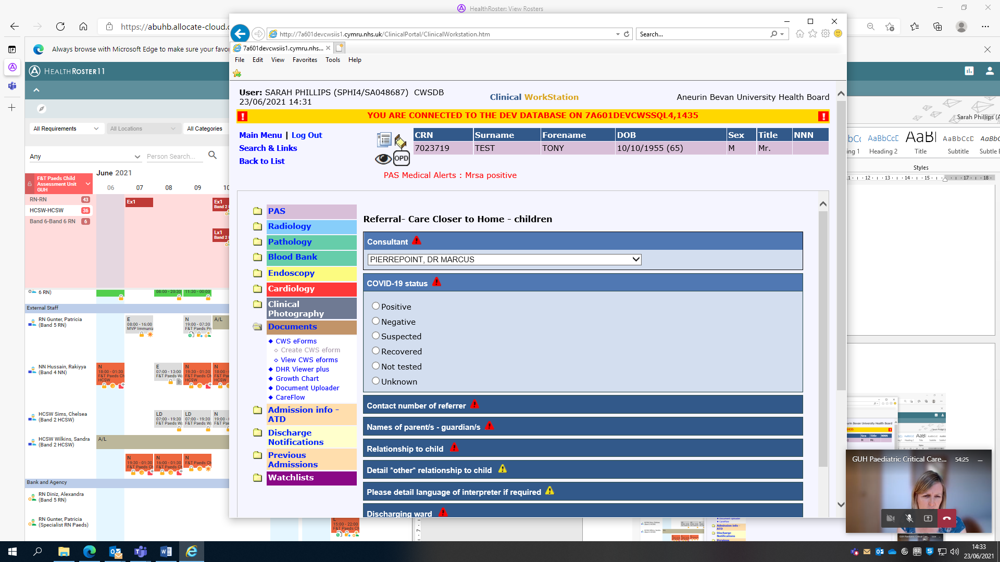 HealthRoster: View Rosters
https://abuhb.allocate-cloud.c
Always browse with Microsoft Edge to make sure your favor
HEALTHROSTER11
All Requirements
All Locations
All Categories
Any
Person Search...
June 2021
F&T Paeds Child
Assessment Unit
GUH
06 07 08 09 10
RN-RN 43
HCSW-HCSW 36
Band 6-Band 6 RN 6
Ex1
Ex1
Band 2
Lx1
Band 2
6 RN)
08:00 - 20:30
11:30 - 00:00
External Staff
RN Gunter, Patricia
(Band 5 RN)
E
08:00 - 16:00
MVP Immuniz
N
19:00 - 07:30
F&T Paeds Pr
A/L
NN Hussain, Rakiyya
(Band 4 NN)
N
18:00 - 01:30
F&T Paeds Ch
HCSW
E
07:00 - 13:00
F&T Paeds Wa
N
19:30 - 01:30
F&T Paeds Ch
HCSW
N
18:00 -
F&T Paeds
HCSW
HCSW Sims, Chelsea
(Band 2 HCSW)
LD
07:00 - 19:30
F&T Paeds Wa
LD
07:00 - 19:30
F&T Paeds Wa
N
19:00 -
F&T Paeds
HCSW Wilkins, Sandra
(Band 2 HCSW)
A/L
N
19:30 - 01:30
F&T Paeds Ch
N
16:00 - 01:30
F&T Paeds Ch
N
F&T Paeds Ch
Bank and Agency
RN Diniz, Alexandra
(Band 5 RN)
RN Gunter, Patricia
(Specialist RN Paeds)
15:00 - 22:00
F&T Paeds Ch
http://7a601devcwsiis1.cymru.nhs.uk/ClinicalPortal/ClinicalWorkstation.htm
Search...
7a601devcwsiis1.cymru.nhs...
File Edit View Favorites Tools Help
User: SARAH PHILLIPS (SPHI4/SA048687) CWSDB
23/06/2021 14:31
Clinical WorkStation
Aneurin Bevan University Health Board
YOU ARE CONNECTED TO THE DEV DATABASE ON 7A601DEVCWSSQL4,1435
Main Menu | Log Out
Search & Links
Back to List
OPD
CRN Surname Forename DOB Sex Title NNN
7023719 TEST TONY 10/10/1955 (65) M Mr.
PAS Medical Alerts : Mrsa positive
PAS
Radiology
Pathology
Blood Bank
Endoscopy
Cardiology
Clinical
Photography
Documents
CWS eForms
Create CWS eform
View CWS eforms
DHR Viewer plus
Growth Chart
Document Uploader
CareFlow
Admission info -
ATD
Discharge
Notifications
Previous
Admissions
Watchlists
Referral- Care Closer to Home - children
Consultant
PIERREPOINT, DR MARCUS
COVID-19 status
Positive
Negative
Suspected
Recovered
Not tested
Unknown
Contact number of referrer
Names of parent/s - guardian/s
Relationship to child
Detail *other* relationship to child
Please detail language of interpreter if required
Discharging ward
Sarah Phillips (A
AaBbCcD AaBl AaBbCcD AaBbC
ing 1 Heading 2 Title Subtitle Subtle E
Styles
11 12 13 14 15 17 18
GUH Paediatric Critical Care... 54:25
14:33
23/06/2021